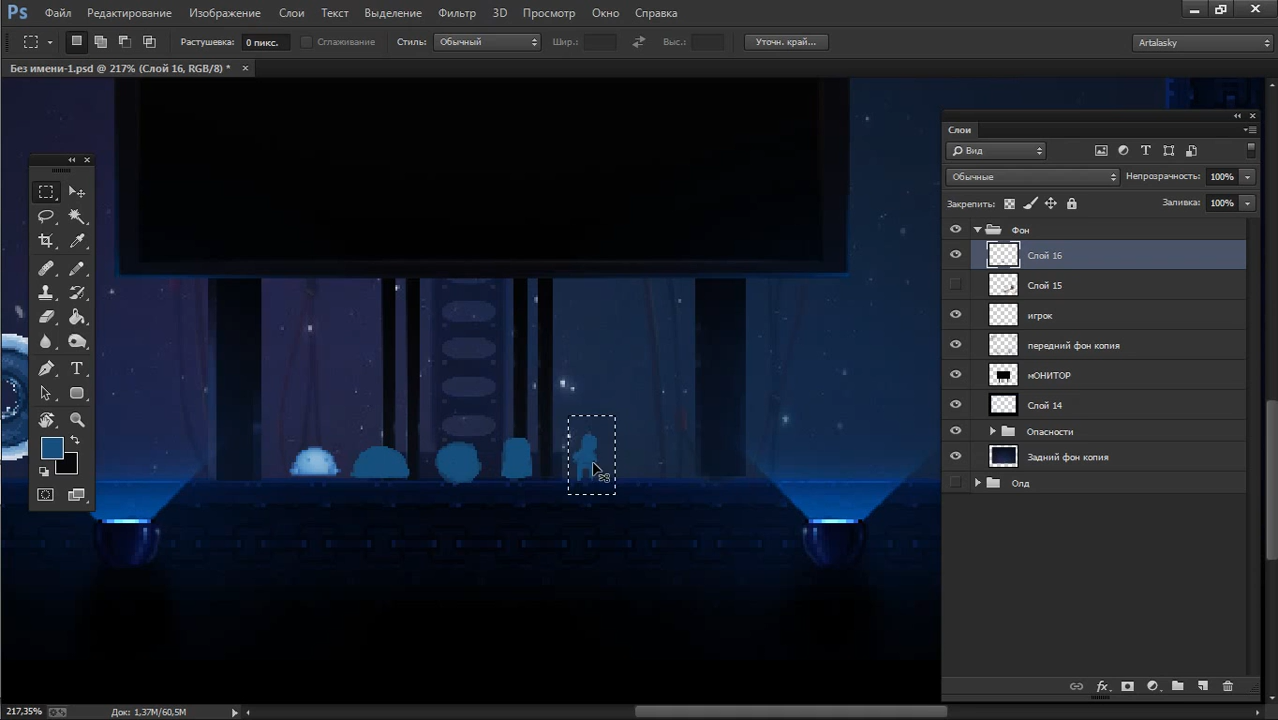 Ps Файл Редактирование Изображение Слои Текст Выделение Фильтр 3D Просмотр Окно Справка
Растушевка: 0 пикс. Сглаживание Стиль: Обычный Шир.: Выс.: Уточн. край... Artalasky
Без имени-1.psd @ 217% (Слой 16, RGB/8) *
Слои
Вид
Обычные Непрозрачность: 100%
Закрепить: Заливка: 100%
Фон
Слой 16
Слой 15
игрок
передний фон копия
мОНИТОР
Слой 14
Опасности
Задний фон копия
Олд
217,35% Док: 1,37M/60,5M